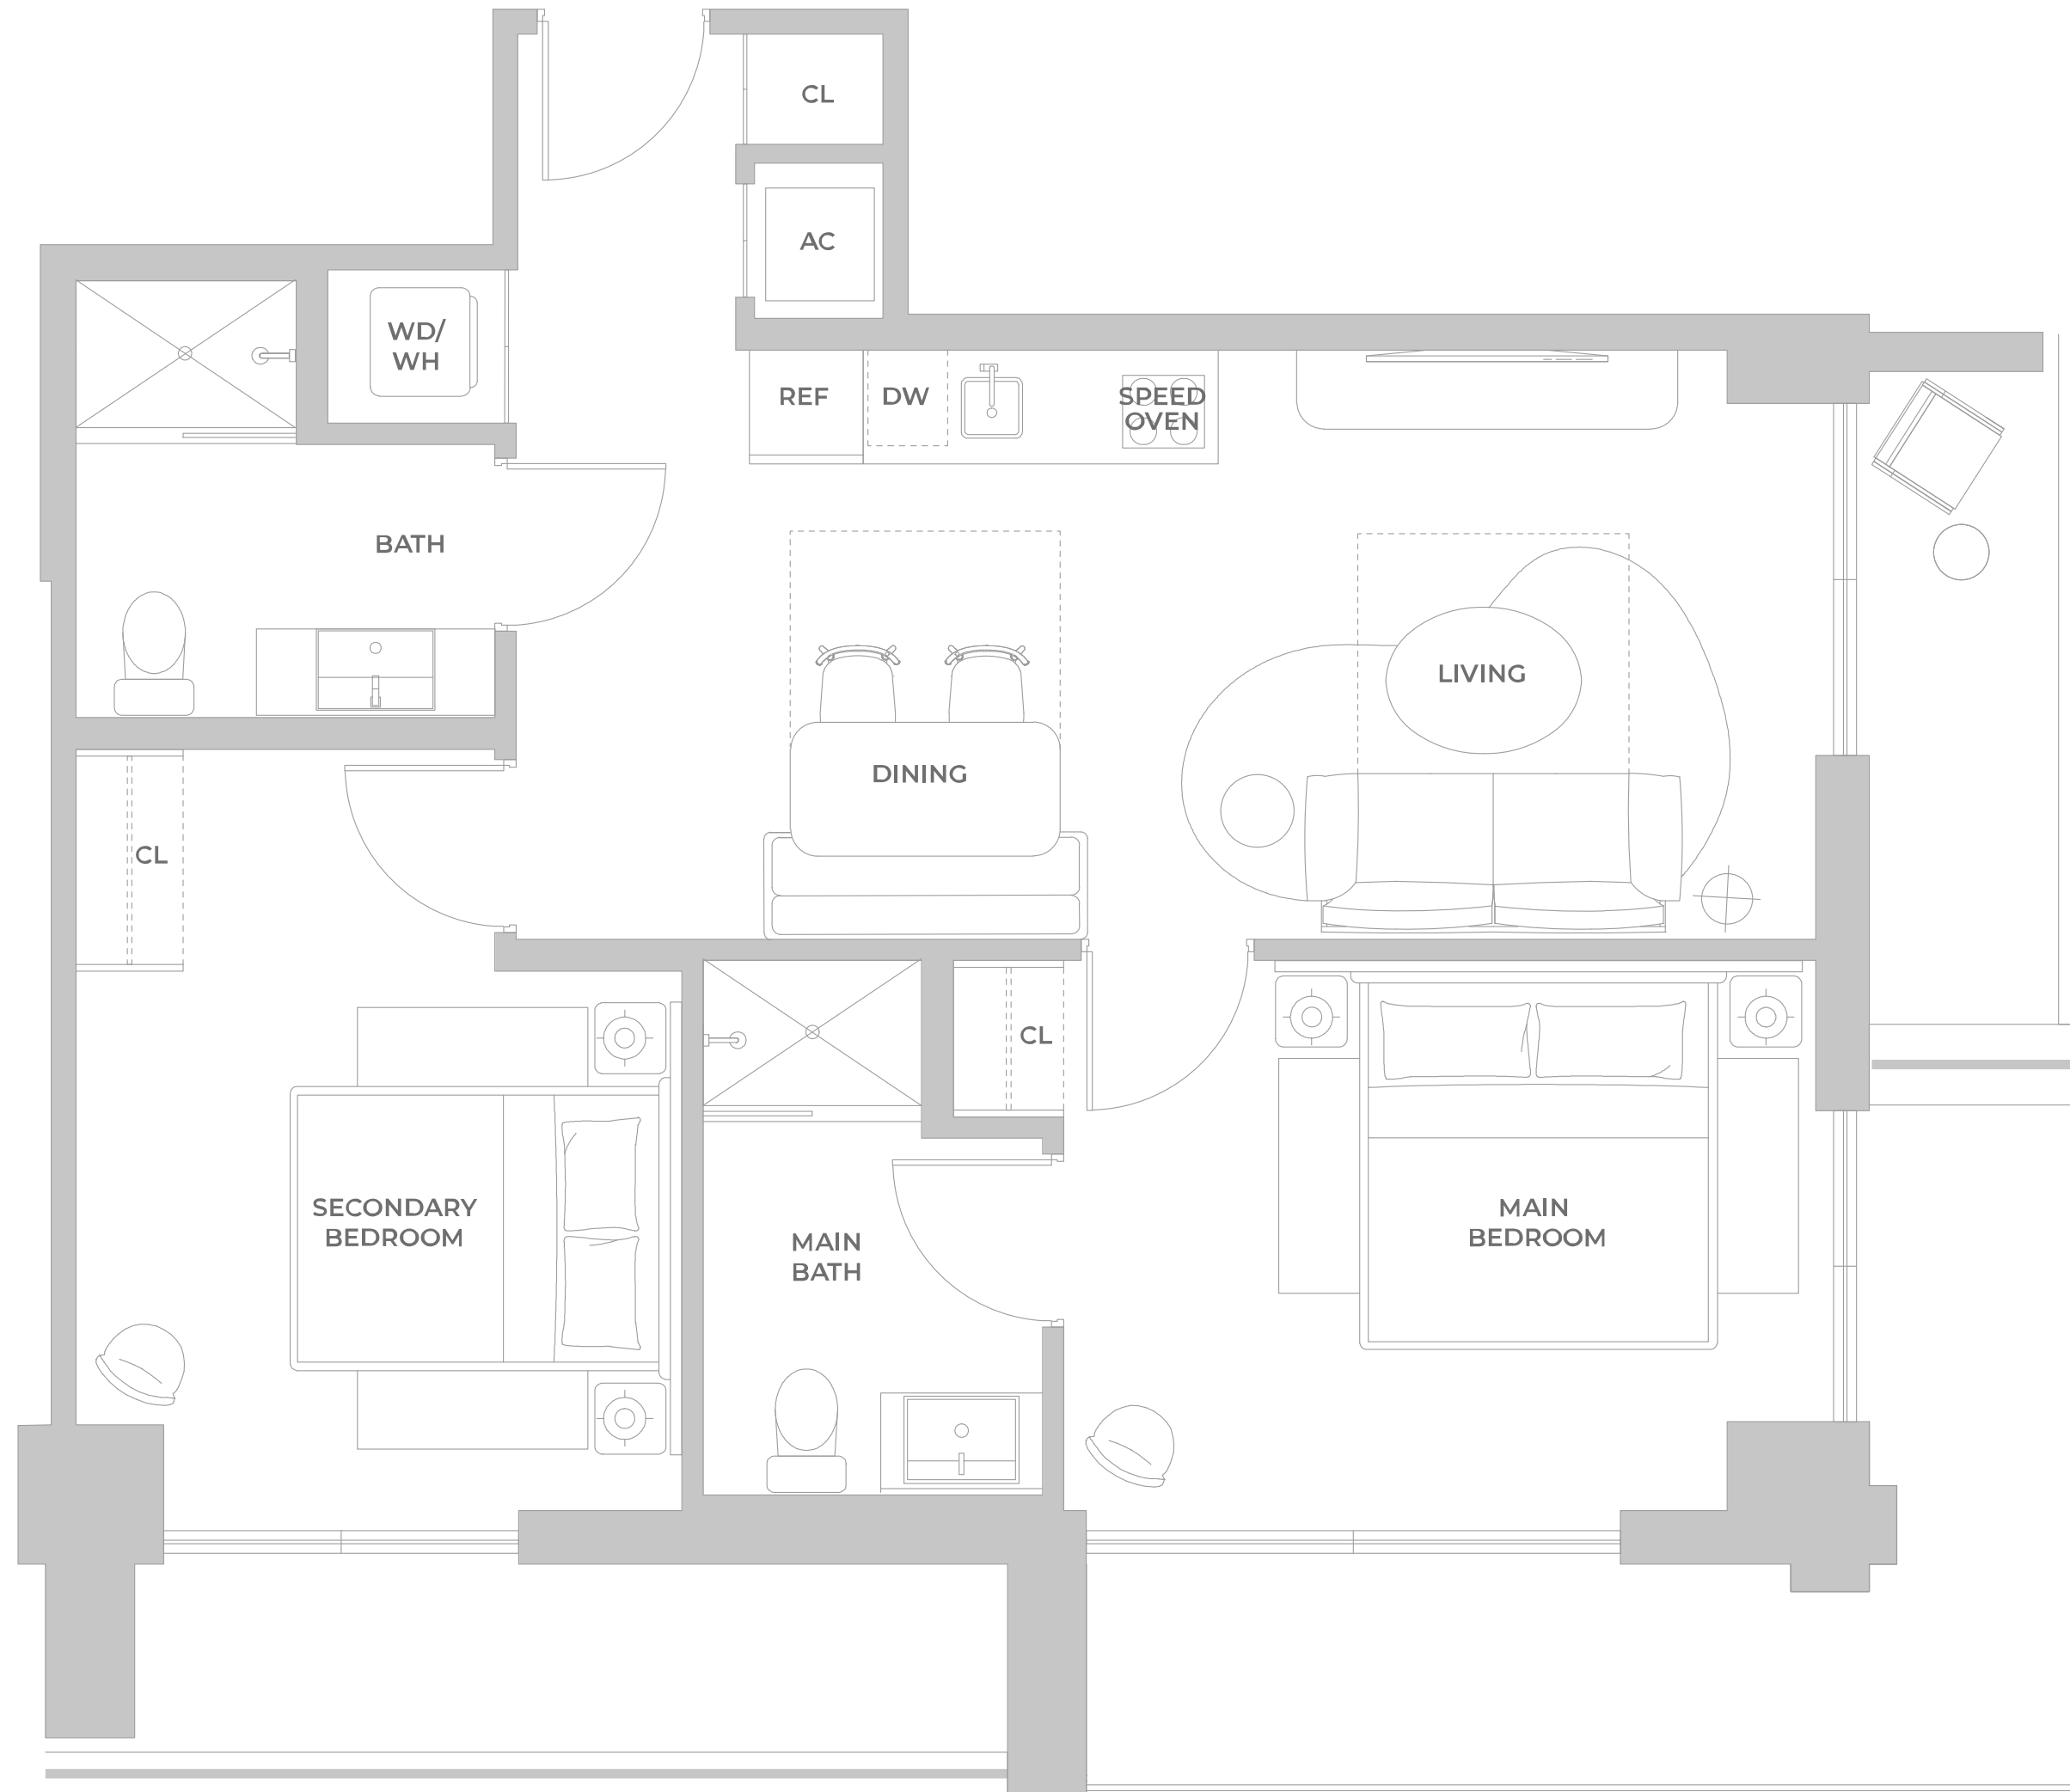 CL
AC
WD/
WH
REF
DW
SPEED
OVEN
BATH
LIVING
DINING
CL
CL
SECONDARY
BEDROOM
MAIN
BATH
MAIN
BEDROOM